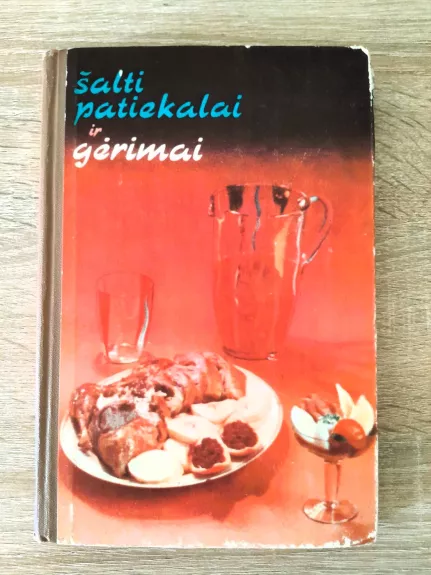 šalti
patiekalai
ir
gėrimai